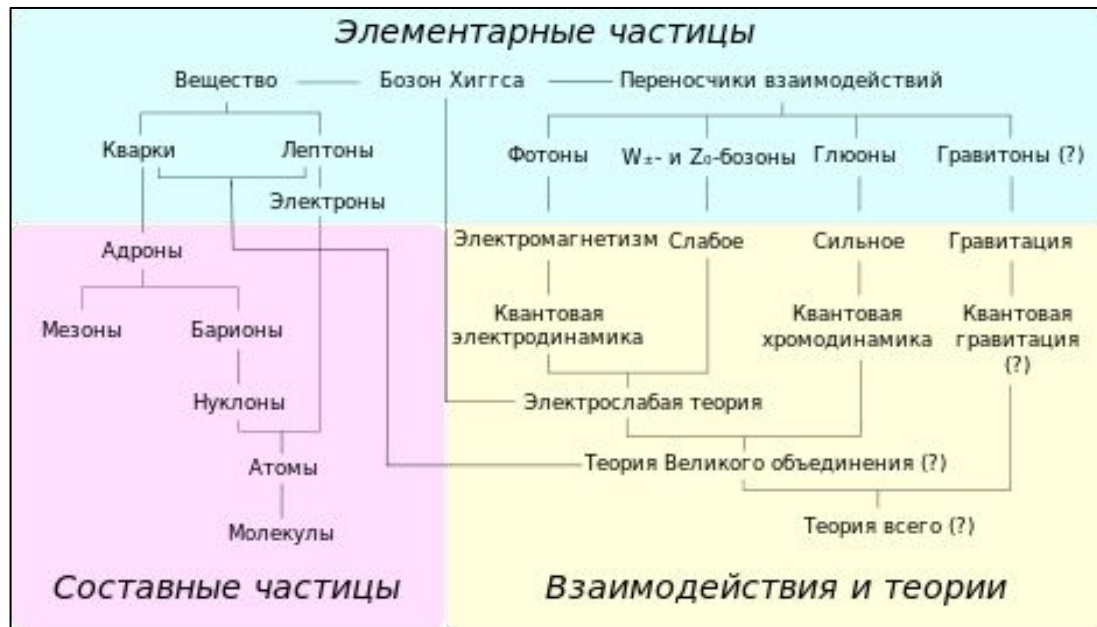 Элементарные частицы
Вещество Бозон Хиггса Переносчики взаимодействий
Кварки Лептоны Фотоны W±- и Z0-бозоны Глюоны Гравитоны (?)
Электроны
Адроны Электромагнетизм Слабое Сильное Гравитация
Мезоны Барионы Квантовая электродинамика Квантовая хромодинамика Квантовая гравитация (?)
Нуклоны Электрослабая теория
Атомы Теория Великого объединения (?)
Молекулы Теория всего (?)
Составные частицы Взаимодействия и теории